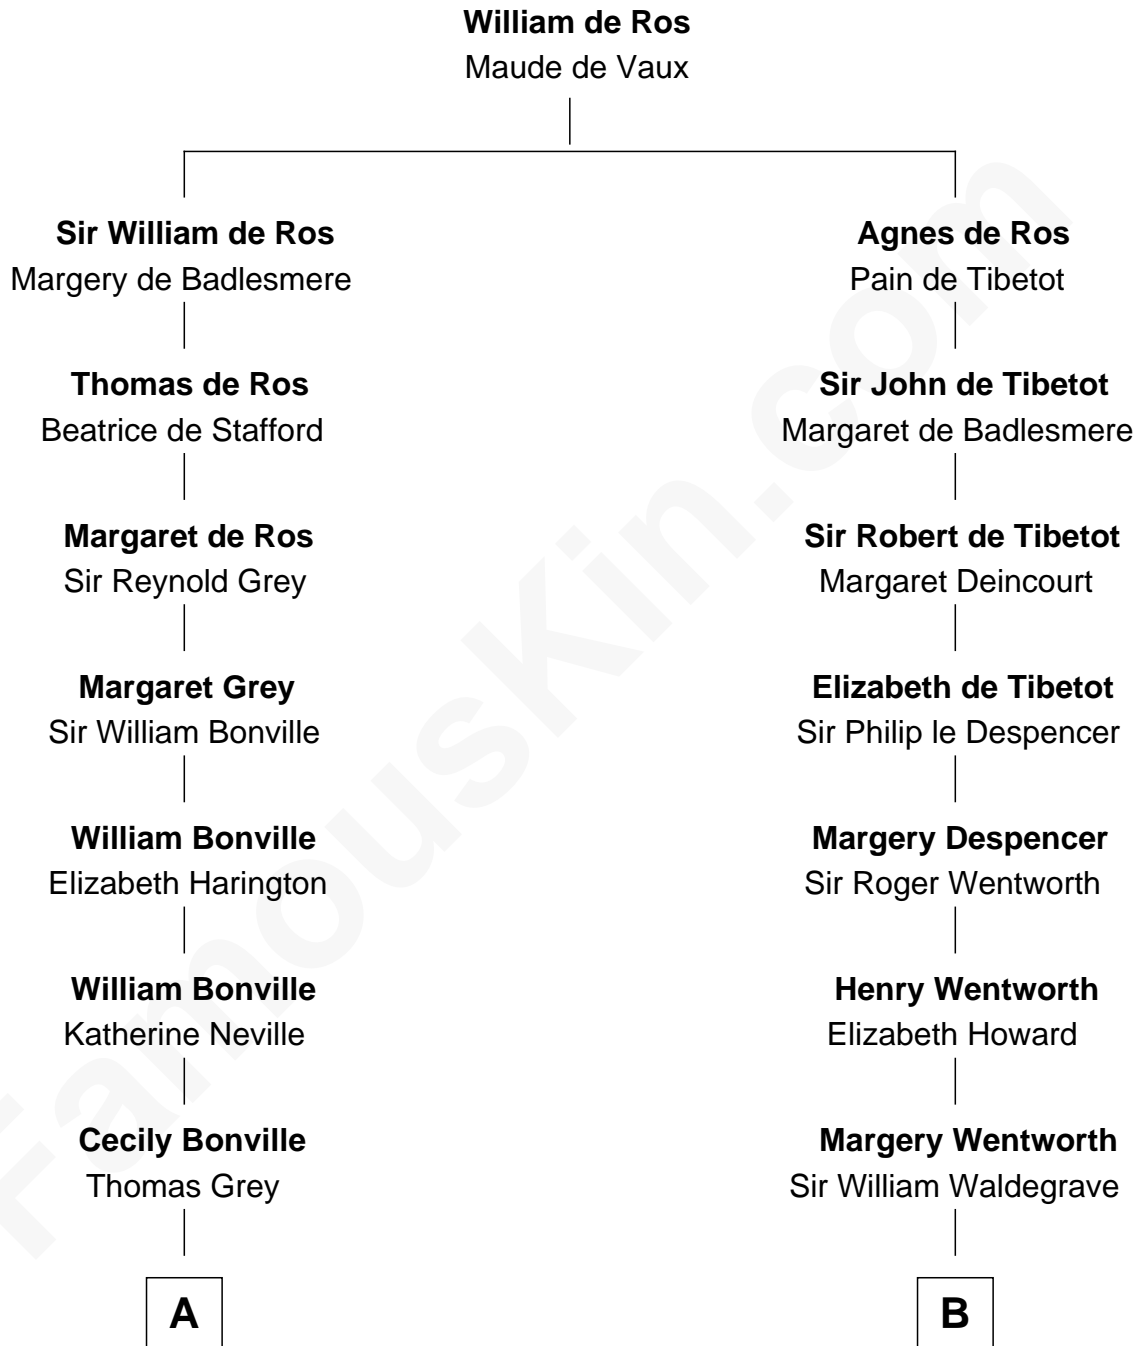 William de Ros
Maude de Vaux
Sir William de Ros
Margery de Badlesmere
Agnes de Ros
Pain de Tibetot
Thomas de Ros
Beatrice de Stafford
Sir John de Tibetot
Margaret de Badlesmere
Margaret de Ros
Sir Reynold Grey
Sir Robert de Tibetot
Margaret Deincourt
Margaret Grey
Sir William Bonville
Elizabeth de Tibetot
Sir Philip le Despencer
William Bonville
Elizabeth Harington
Margery Despencer
Sir Roger Wentworth
William Bonville
Katherine Neville
Henry Wentworth
Elizabeth Howard
Cecily Bonville
Thomas Grey
Margery Wentworth
Sir William Waldegrave
A
B
FamousKin.com